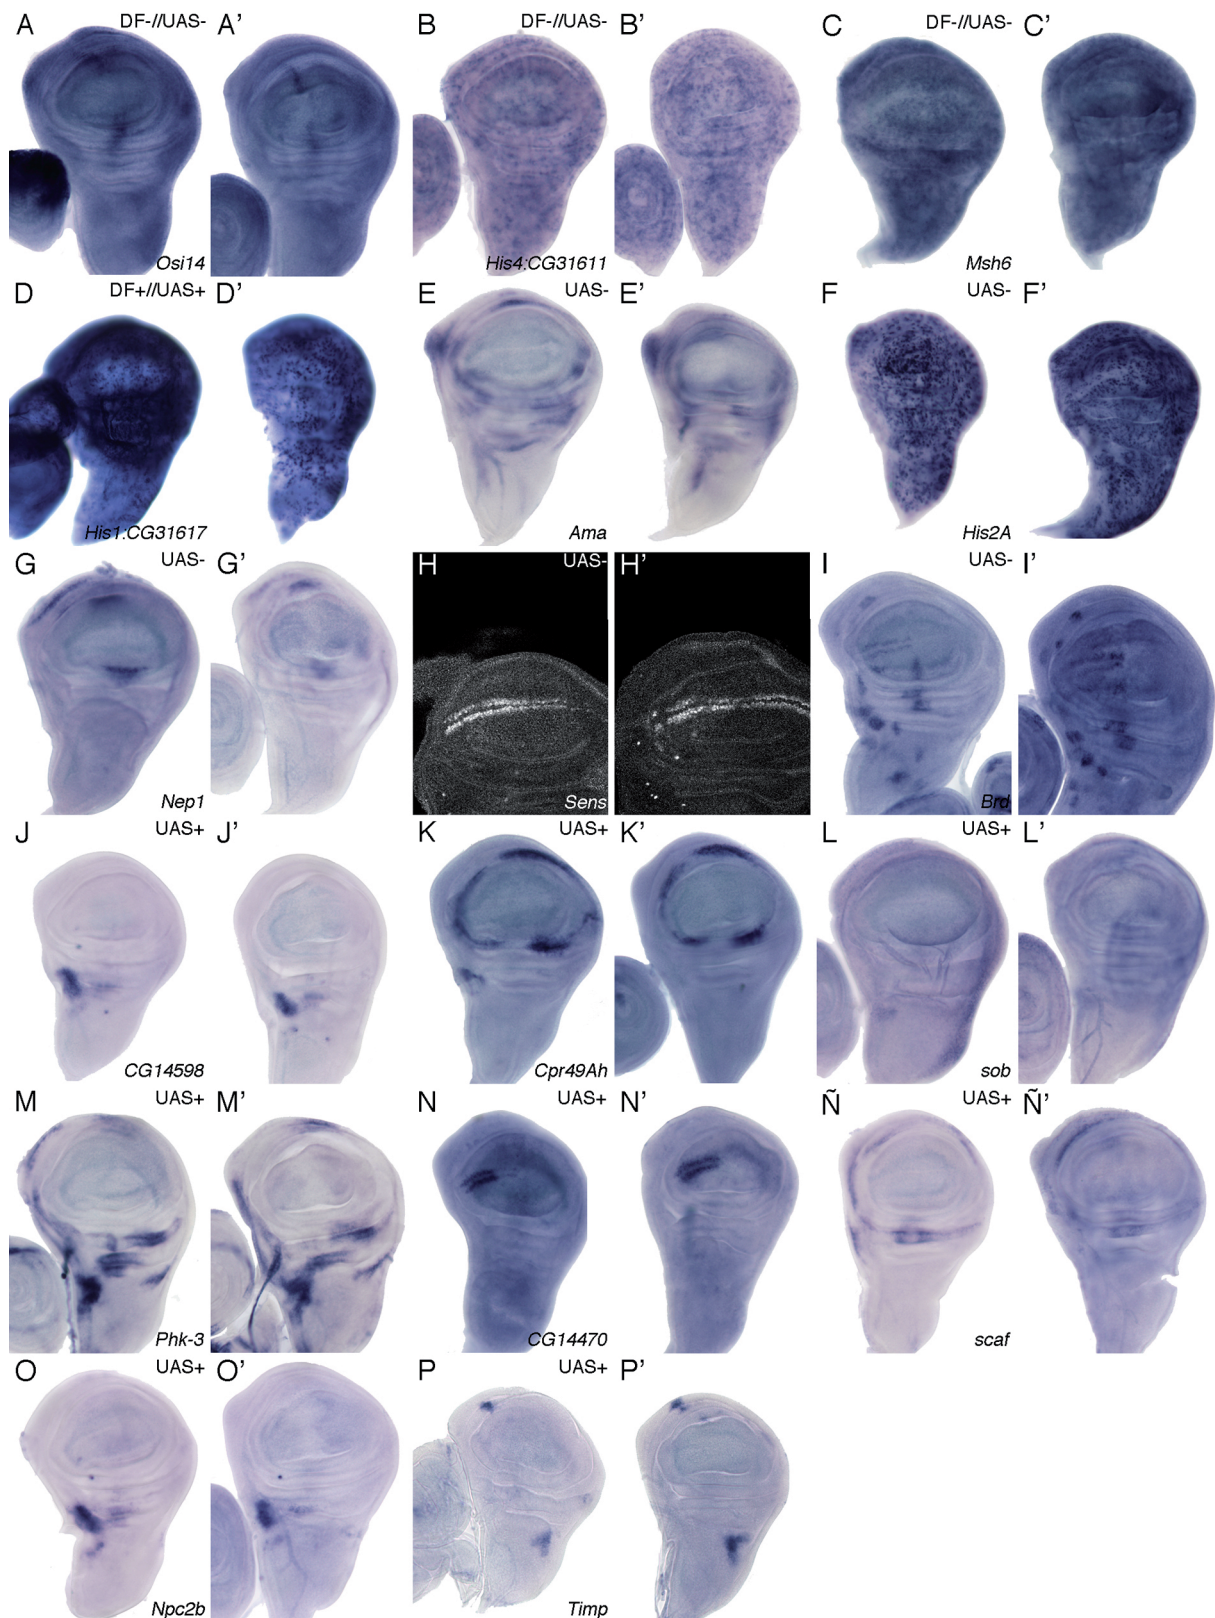 A DF-//UAS- A' B DF-//UAS- B' C DF-//UAS- C'
Osi14 His4:CG31611 Msh6
D DF+//UAS+ D' E UAS- E' F UAS- F'
His1:CG31617 Ama His2A
G UAS- G' H UAS- H' I UAS- I'
Nep1 Sens Brd
J UAS+ J' K UAS+ K' L UAS+ L'
CG14598 Cpr49Ah sob
M UAS+ M' N UAS+ N' Ñ UAS+ Ñ'
Phk-3 CG14470 scaf
O UAS+ O' P UAS+ P'
Npc2b Timp